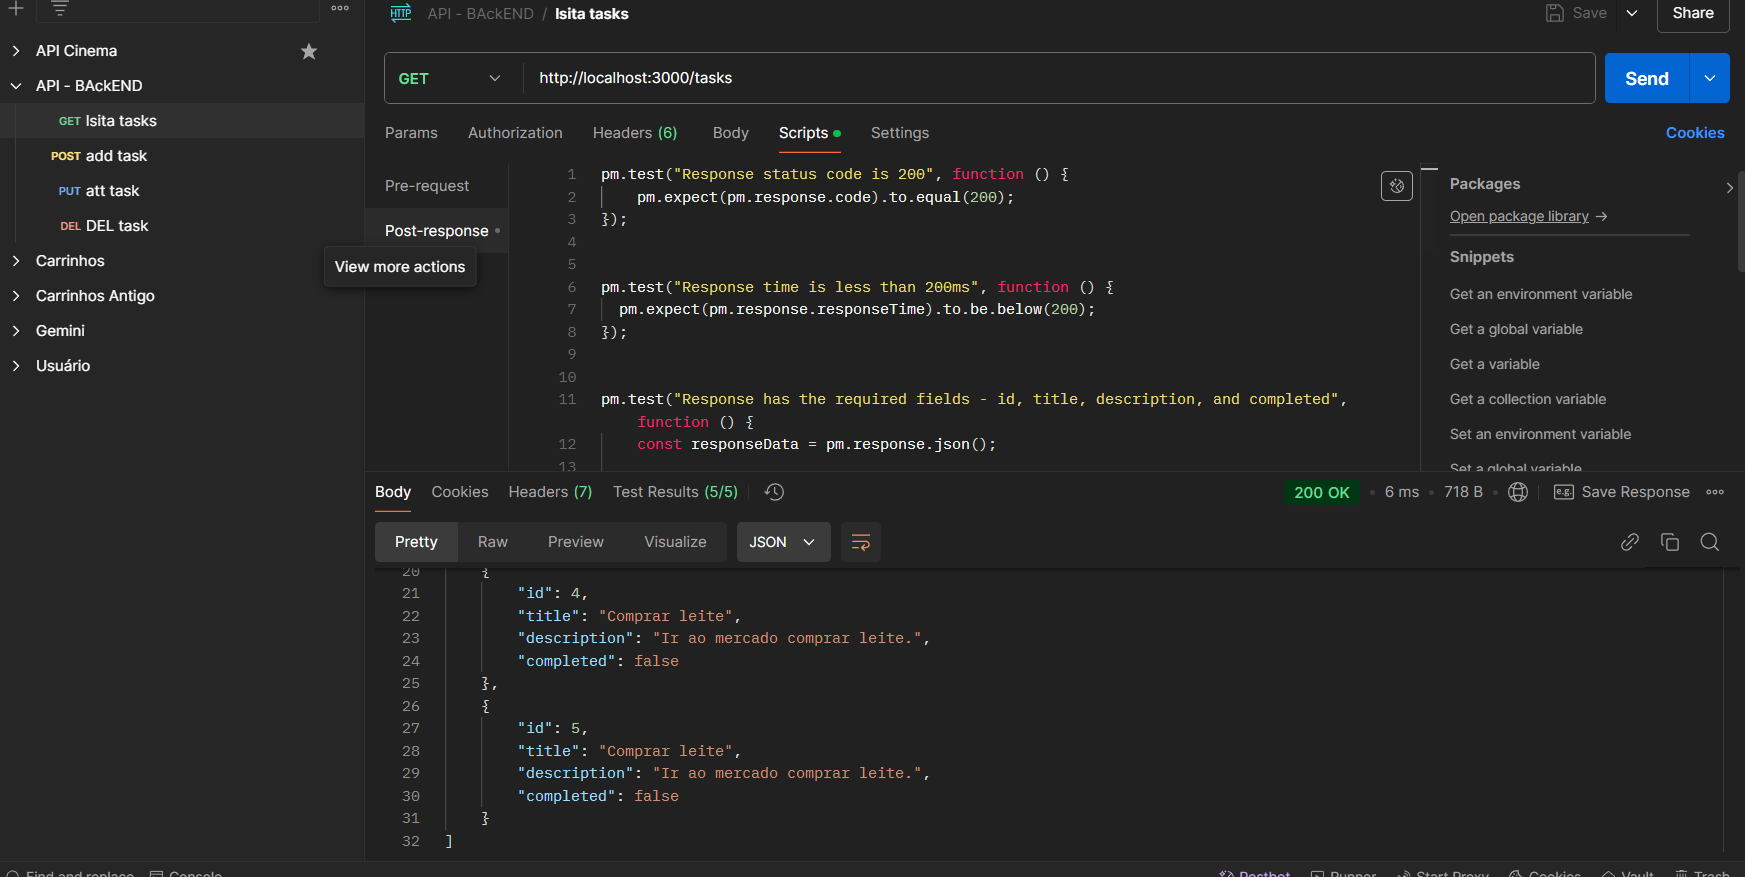 HTTP API - BAckEND / lsita tasks
Save
Share
API Cinema
API - BAckEND
GET lsita tasks
POST add task
PUT att task
DEL DEL task
Carrinhos
Carrinhos Antigo
Gemini
Usuário
View more actions
GET http://localhost:3000/tasks
Send
Params Authorization Headers (6) Body Scripts Settings
Cookies
Pre-request
Post-response
1 pm.test("Response status code is 200", function () {
2 pm.expect(pm.response.code).to.equal(200);
3 });
4
5
6 pm.test("Response time is less than 200ms", function () {
7 pm.expect(pm.response.responseTime).to.be.below(200);
8 });
9
10
11 pm.test("Response has the required fields - id, title, description, and completed",
function () {
12 const responseData = pm.response.json();
13
Packages
Open package library →
Snippets
Get an environment variable
Get a global variable
Get a variable
Get a collection variable
Set an environment variable
Set a global variable
Body Cookies Headers (7) Test Results (5/5)
200 OK • 6 ms • 718 B • e.g. Save Response
Pretty Raw Preview Visualize JSON
20 {
21 "id": 4,
22 "title": "Comprar leite",
23 "description": "Ir ao mercado comprar leite.",
24 "completed": false
25 },
26 {
27 "id": 5,
28 "title": "Comprar leite",
29 "description": "Ir ao mercado comprar leite.",
30 "completed": false
31 }
32 ]
Find and replace Console
Postbot Runner Start Proxy Cookies Vault Trash